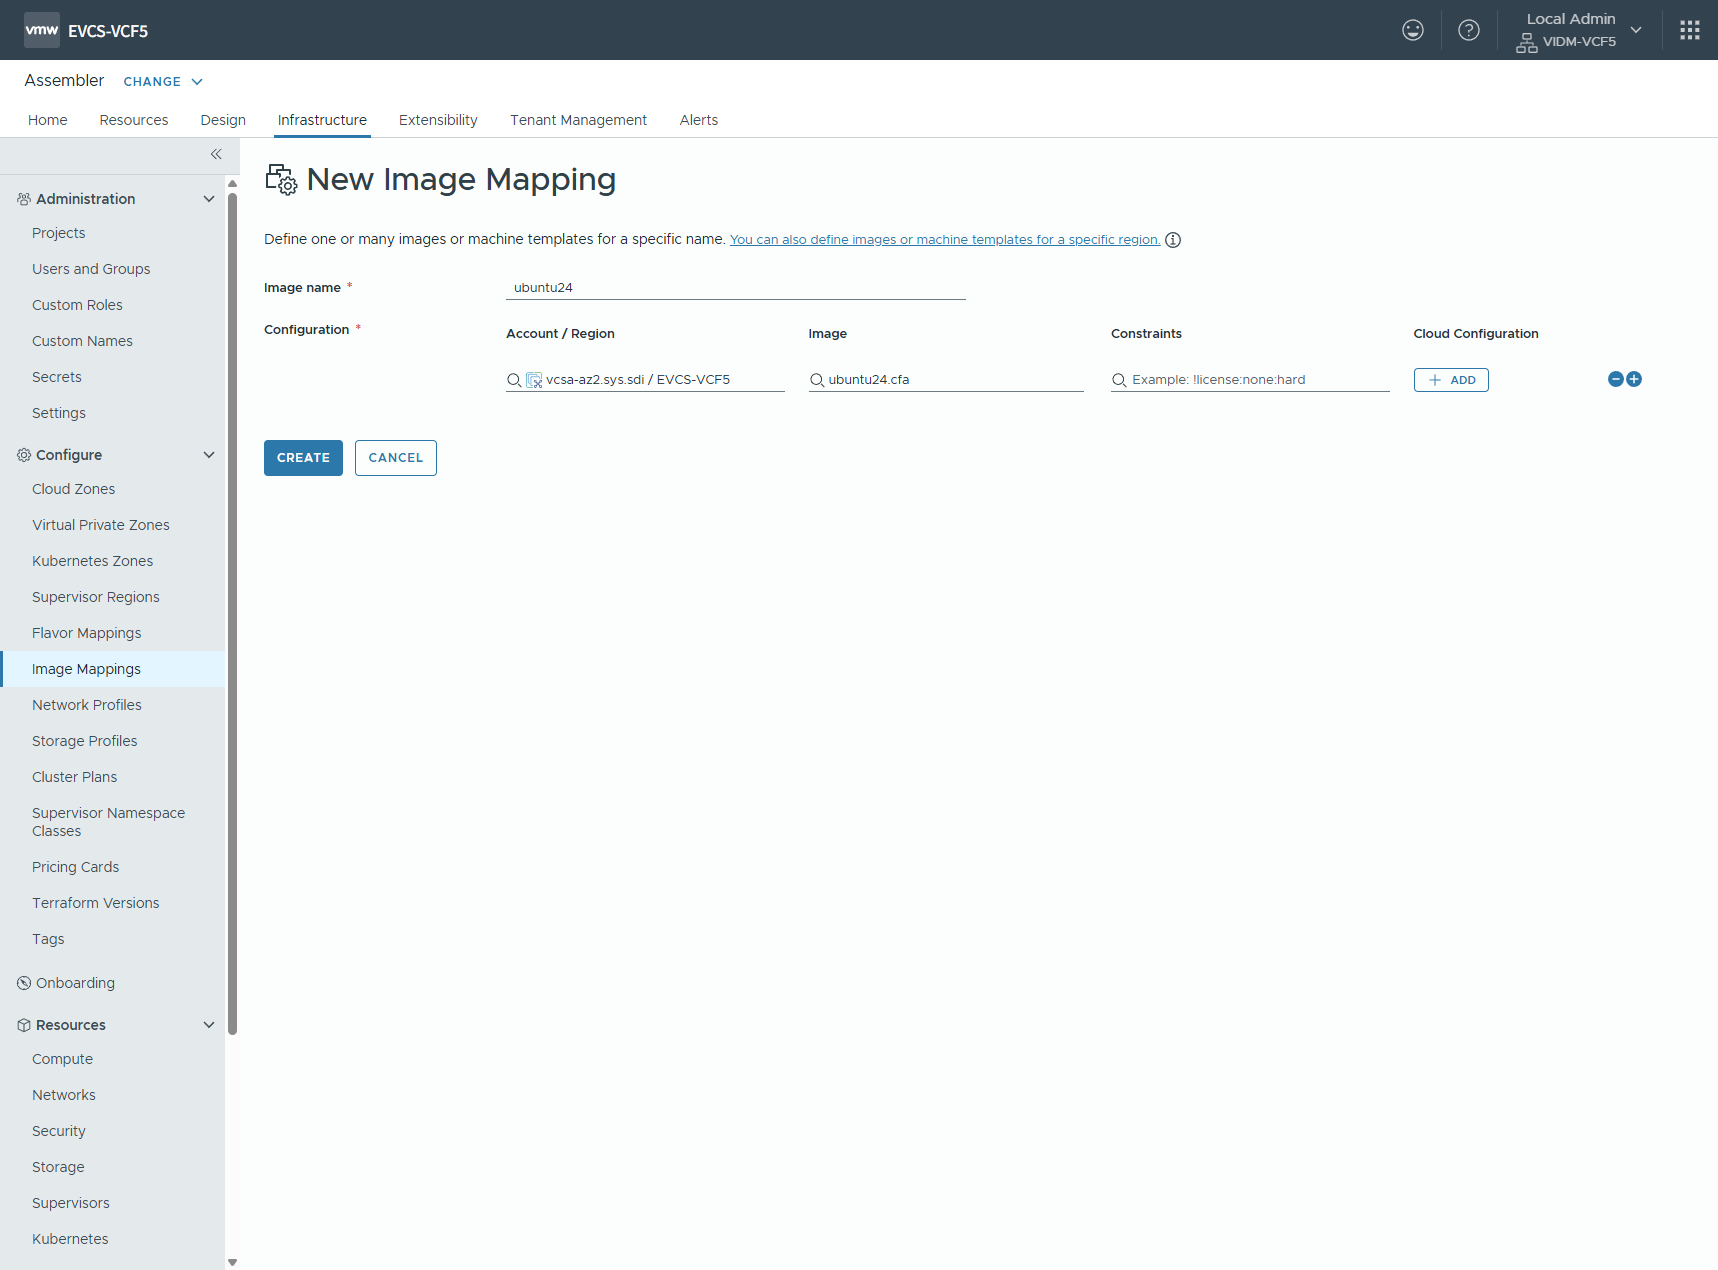 vmw EVCS-VCF5
Local Admin
VIDM-VCF5
Assembler CHANGE
Home Resources Design Infrastructure Extensibility Tenant Management Alerts
Administration
Projects
Users and Groups
Custom Roles
Custom Names
Secrets
Settings
Configure
Cloud Zones
Virtual Private Zones
Kubernetes Zones
Supervisor Regions
Flavor Mappings
Image Mappings
Network Profiles
Storage Profiles
Cluster Plans
Supervisor Namespace
Classes
Pricing Cards
Terraform Versions
Tags
Onboarding
Resources
Compute
Networks
Security
Storage
Supervisors
Kubernetes
New Image Mapping
Define one or many images or machine templates for a specific name. You can also define images or machine templates for a specific region.
Image name * ubuntu24
Configuration * Account / Region Image Constraints Cloud Configuration
vcsa-az2.sys.sdi / EVCS-VCF5 ubuntu24.cfa Example: !license:none:hard + ADD
CREATE CANCEL